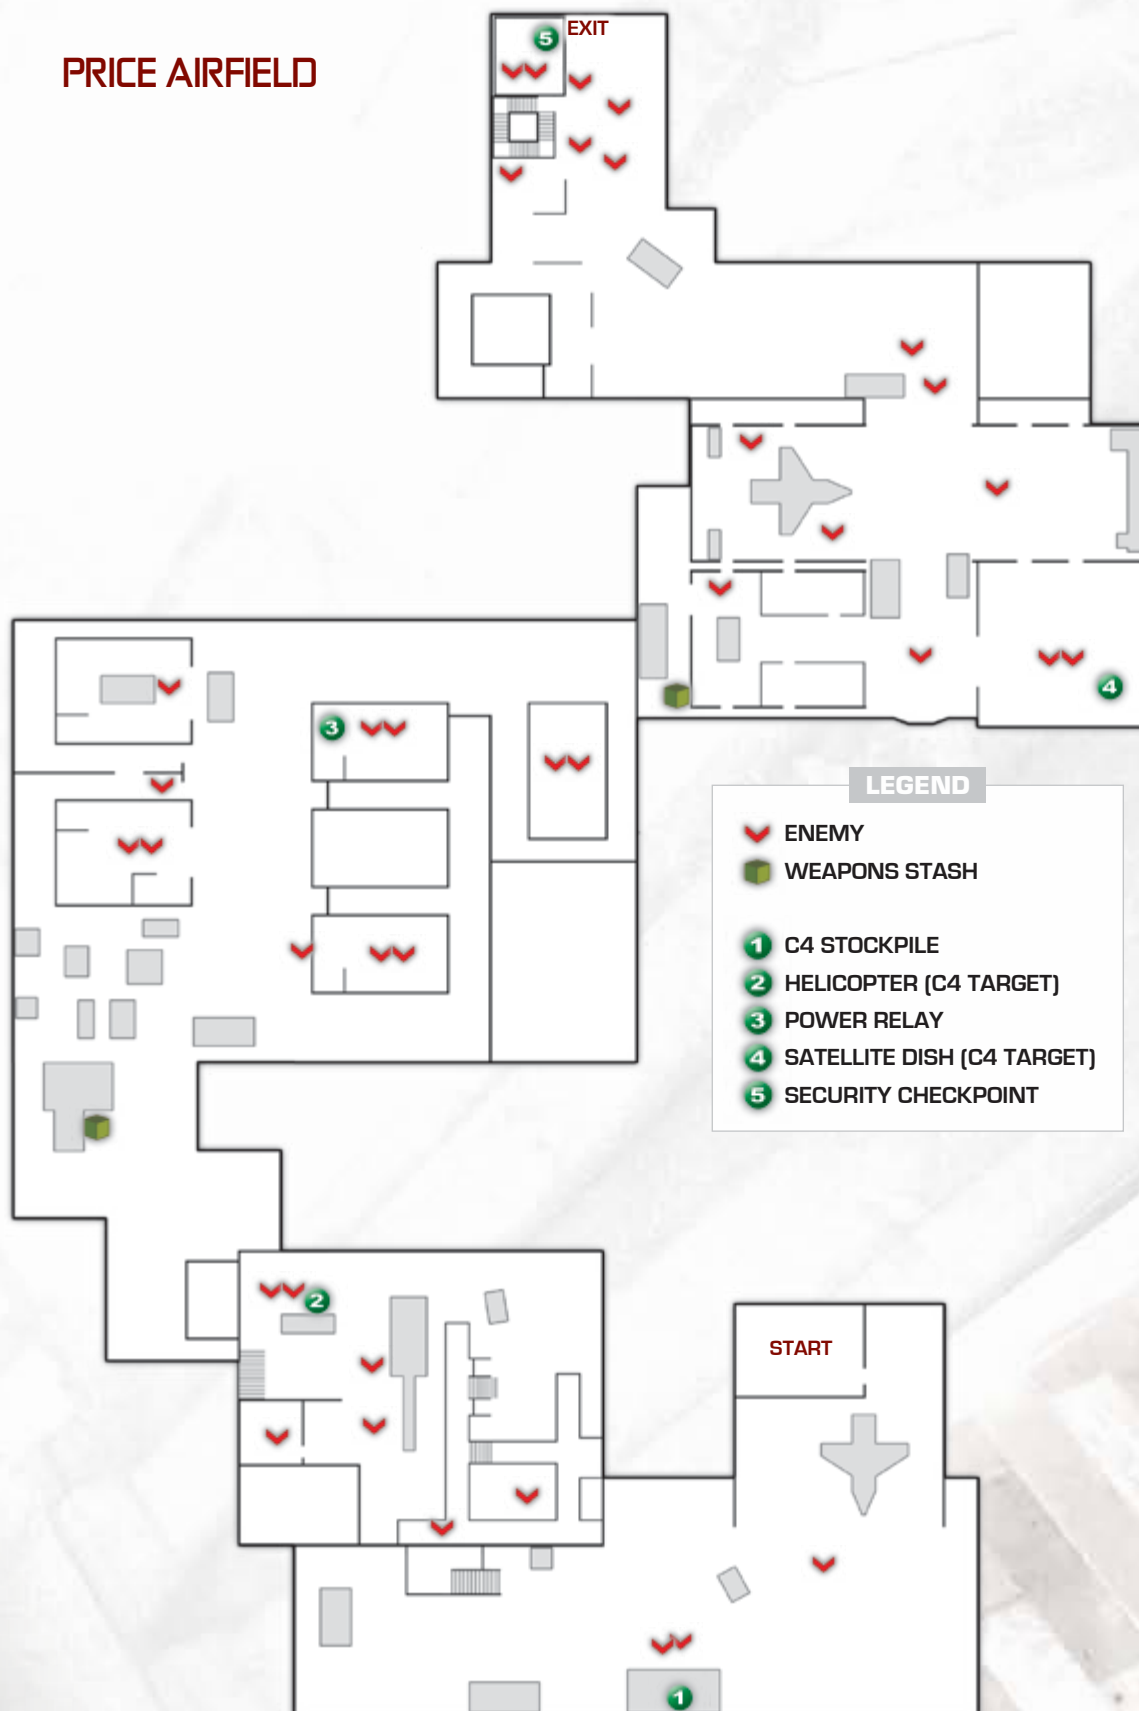 5 EXIT
PRICE AIRFIELD
3
4
LEGEND
ENEMY
WEAPONS STASH
1 C4 STOCKPILE
2 HELICOPTER (C4 TARGET)
3 POWER RELAY
4 SATELLITE DISH (C4 TARGET)
5 SECURITY CHECKPOINT
2
START
1